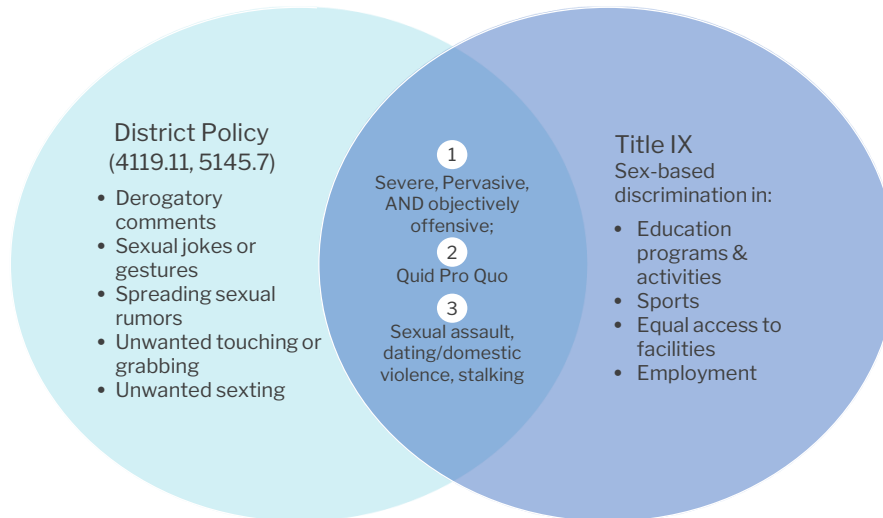 District Policy
(4119.11, 5145.7)
• Derogatory
comments
• Sexual jokes or
gestures
• Spreading sexual
rumors
• Unwanted touching or
grabbing
• Unwanted sexting
1
Severe, Pervasive,
AND objectively
offensive;
2
Quid Pro Quo
3
Sexual assault,
dating/domestic
violence, stalking
Title IX
Sex-based
discrimination in:
• Education
programs &
activities
• Sports
• Equal access to
facilities
• Employment